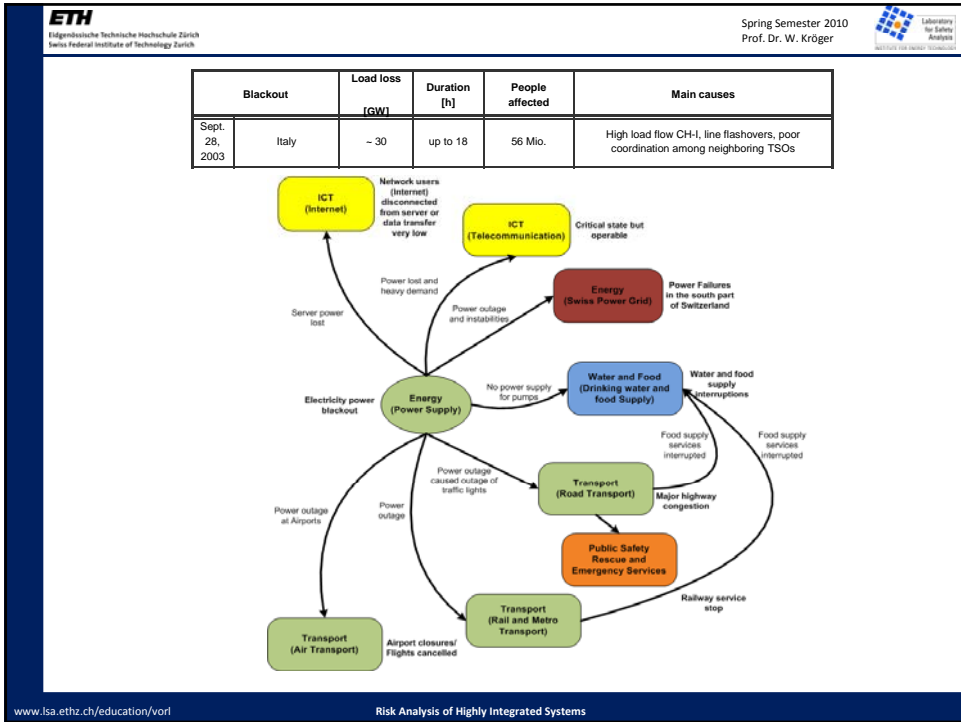 ETH
Eidgenössische Technische Hochschule Zürich
Swiss Federal Institute of Technology Zurich
Spring Semester 2010
Prof. Dr. W. Kröger
Laboratory
for Safety
Analysis
INSTITUTE FOR ENERGY TECHNOLOGY
Blackout
Load loss
[GW]
Duration
[h]
People
affected
Main causes
Sept.
28,
2003
Italy
~ 30
up to 18
56 Mio.
High load flow CH-I, line flashovers, poor
coordination among neighboring TSOs
ICT
(Internet)
Network users
(Internet)
disconnected
from server or
data transfer
very low
ICT
(Telecommunication)
Critical state but
operable
Power lost and
heavy demand
Energy
(Swiss Power Grid)
Power Failures
in the south part
of Switzerland
Server power
lost
Power outage
and instabilities
Electricity power
blackout
Energy
(Power Supply)
No power supply
for pumps
Water and Food
(Drinking water and
food Supply)
Water and food
supply
interruptions
Food supply
services
interrupted
Food supply
services
interrupted
Power outage
caused outage of
traffic lights
Transport
(Road Transport)
Major highway
congestion
Power outage
at Airports
Power
outage
Public Safety
Rescue and
Emergency Services
Railway service
stop
Transport
(Rail and Metro
Transport)
Transport
(Air Transport)
Airport closures/
Flights cancelled
www.lsa.ethz.ch/education/vorl
Risk Analysis of Highly Integrated Systems